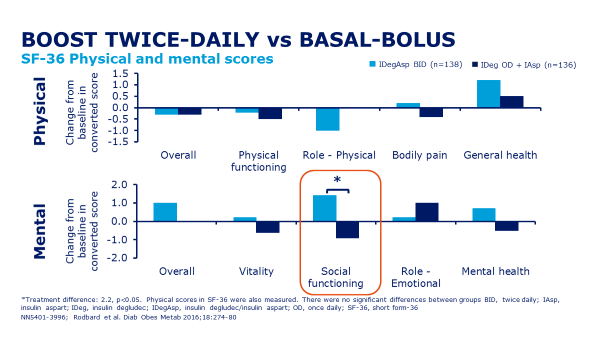 BOOST TWICE-DAILY vs BASAL-BOLUS
SF-36 Physical and mental scores
IDegAsp BID (n=138)
IDeg OD + IAsp (n=136)
Physical
Change from
baseline in
converted score
1.5
1.0
0.5
0.0
-0.5
-1.0
-1.5
Overall
Physical
functioning
Role - Physical
Bodily pain
General health
Mental
Change from
baseline in
converted score
2.0
1.0
0.0
-1.0
-2.0
*
Overall
Vitality
Social
functioning
Role -
Emotional
Mental health
*Treatment difference: 2.2, p<0.05. Physical scores in SF-36 were also measured. There were no significant differences between groups BID, twice daily; IAsp,
insulin aspart; IDeg, insulin degludec; IDegAsp, insulin degludec/insulin aspart; OD, once daily; SF-36, short form-36
NNS401-3996; Rodbard et al. Diab Obes Metab 2016;18:274-80